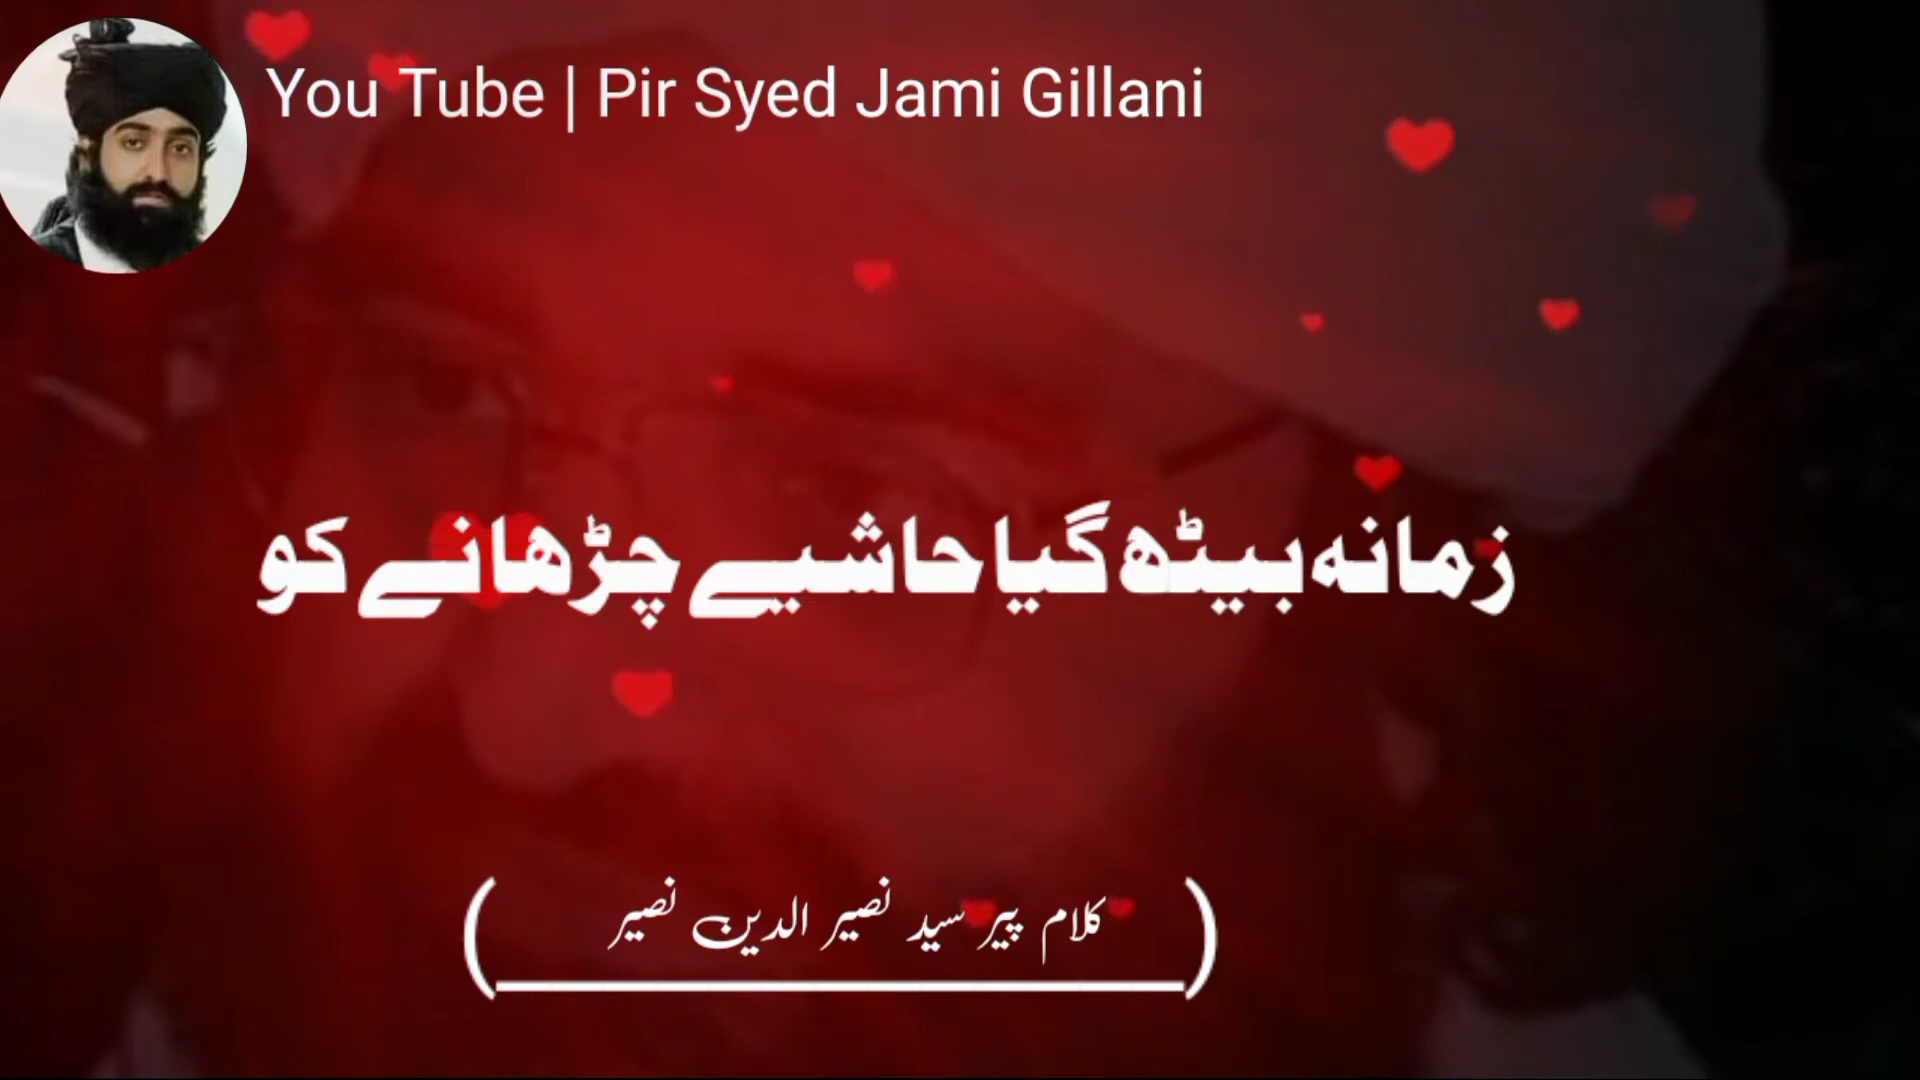 You Tube | Pir Syed Jami Gillani
زمانہ بیٹھ گیا حاشیے چڑھانے کو
(کلام پیر سید نصیر الدین نصیر)